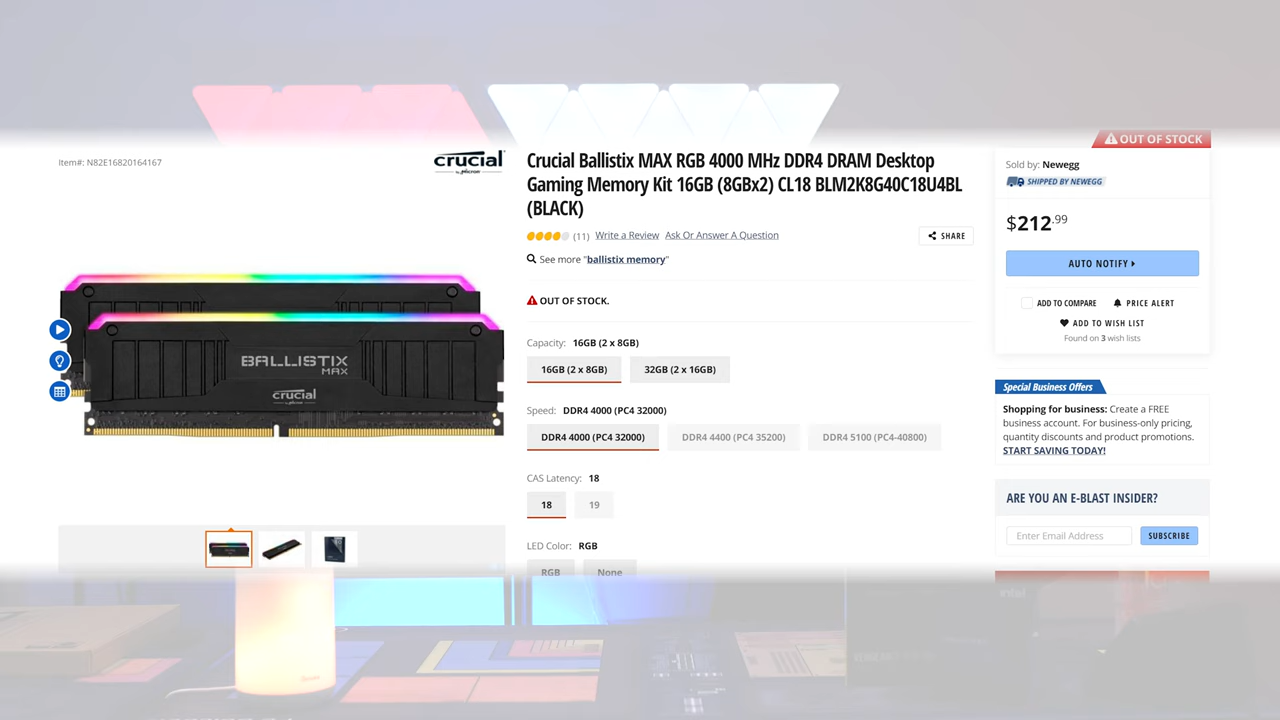 OUT OF STOCK
Item#: N82E16820164167
crucial
by Micron
Crucial Ballistix MAX RGB 4000 MHz DDR4 DRAM Desktop
Gaming Memory Kit 16GB (8GBx2) CL18 BLM2K8G40C18U4BL
(BLACK)
(11) Write a Review Ask Or Answer A Question
SHARE
See more "ballistix memory"
OUT OF STOCK.
BALLISTIX
MAX
crucial
Capacity: 16GB (2 x 8GB)
16GB (2 x 8GB) 32GB (2 x 16GB)
Speed: DDR4 4000 (PC4 32000)
DDR4 4000 (PC4 32000) DDR4 4400 (PC4 35200) DDR4 5100 (PC4-40800)
CAS Latency: 18
18 19
LED Color: RGB
RGB None
Sold by: Newegg
SHIPPED BY NEWEGG
$212.99
AUTO NOTIFY
ADD TO COMPARE PRICE ALERT
ADD TO WISH LIST
Found on 3 wish lists
Special Business Offers
Shopping for business: Create a FREE
business account. For business-only pricing,
quantity discounts and product promotions.
START SAVING TODAY!
ARE YOU AN E-BLAST INSIDER?
Enter Email Address SUBSCRIBE
intel
VENGEANCE